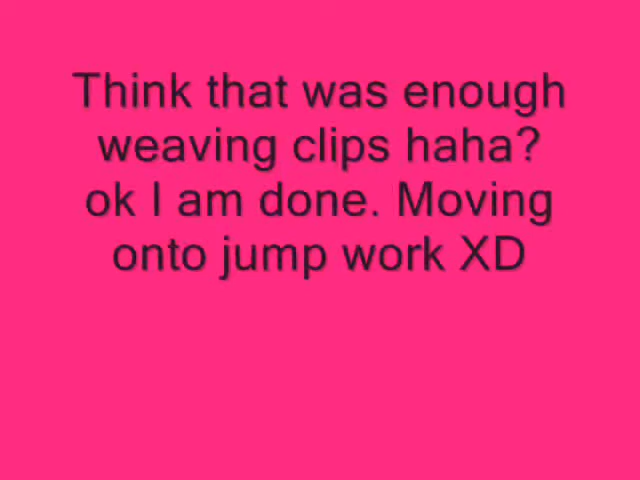 Think that was enough
weaving clips haha?
ok I am done. Moving
onto jump work XD